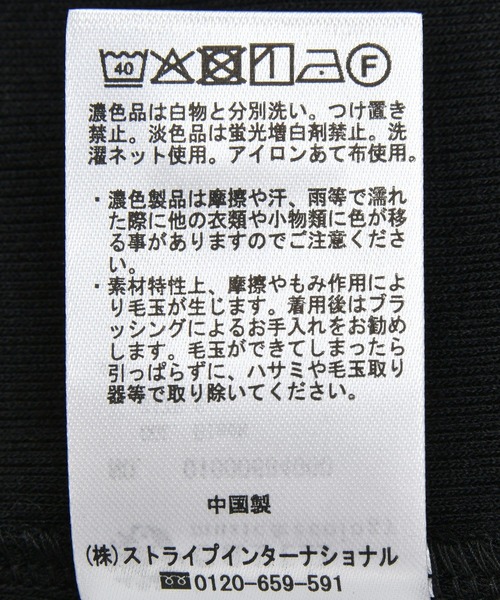 40 F
濃色品は白物と分別洗い。つけ置き
禁止。淡色品は蛍光増白剤禁止。洗
濯ネット使用。アイロンあて布使用。
・濃色製品は摩擦や汗、雨等で濡れ
た際に他の衣類や小物類に色が移
る事がありますのでご注意くださ
い。
・素材特性上、摩擦やもみ作用によ
り毛玉が生じます。着用後はブラ
ッシングによるお手入れをお勧め
します。毛玉ができてしまったら
引っぱらずに、ハサミや毛玉取り
器等で取り除いてください。
中国製
(株)ストライプインターナショナル
0120-659-591